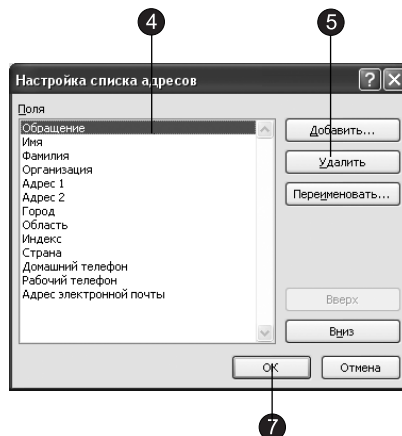 4 5
Настройка списка адресов
Поля
Обращение
Имя
Фамилия
Организация
Адрес 1
Адрес 2
Город
Область
Индекс
Страна
Домашний телефон
Рабочий телефон
Адрес электронной почты
Добавить...
Удалить
Переименовать...
Вверх
Вниз
ОК Отмена
7